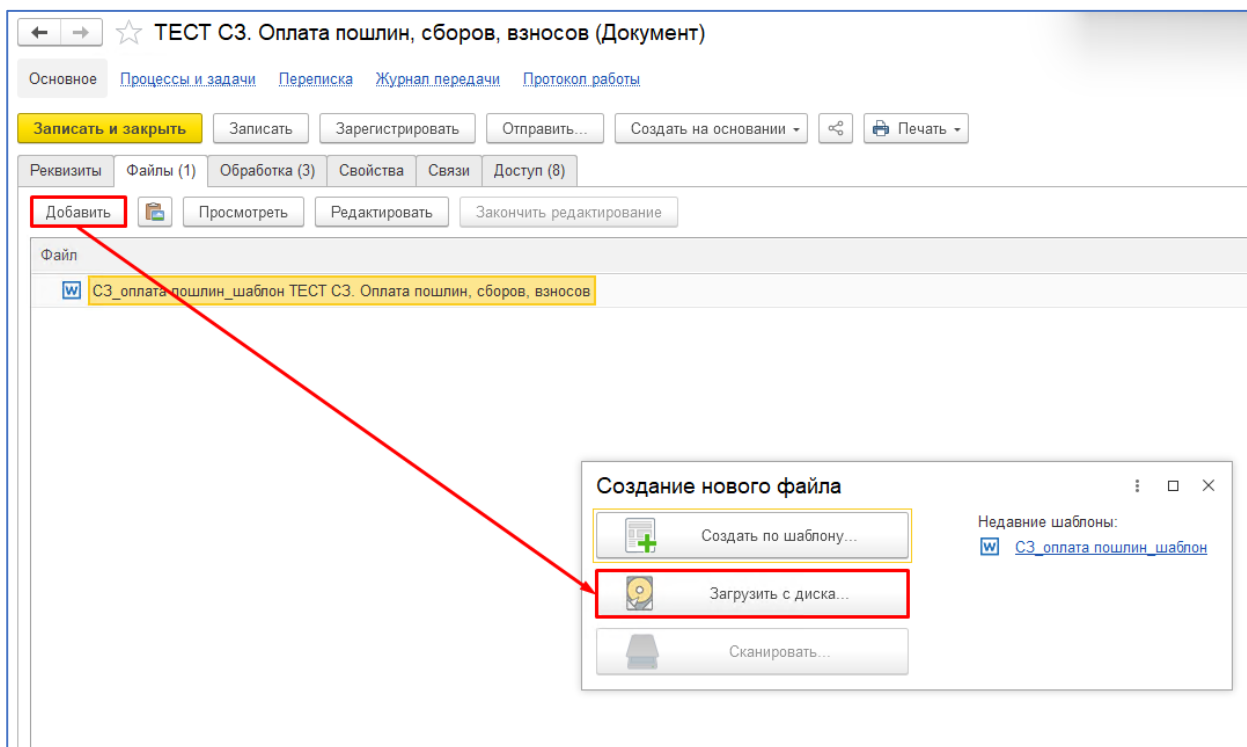 ТЕСТ СЗ. Оплата пошлин, сборов, взносов (Документ)
Основное Процессы и задачи Переписка Журнал передачи Протокол работы
Записать и закрыть Записать Зарегистрировать Отправить... Создать на основании Печать
Реквизиты Файлы (1) Обработка (3) Свойства Связи Доступ (8)
Добавить Просмотреть Редактировать Закончить редактирование
Файл
W СЗ_оплата пошлин_шаблон ТЕСТ СЗ. Оплата пошлин, сборов, взносов
Создание нового файла
Создать по шаблону...
Загрузить с диска...
Сканировать...
Недавние шаблоны:
W СЗ_оплата пошлин_шаблон